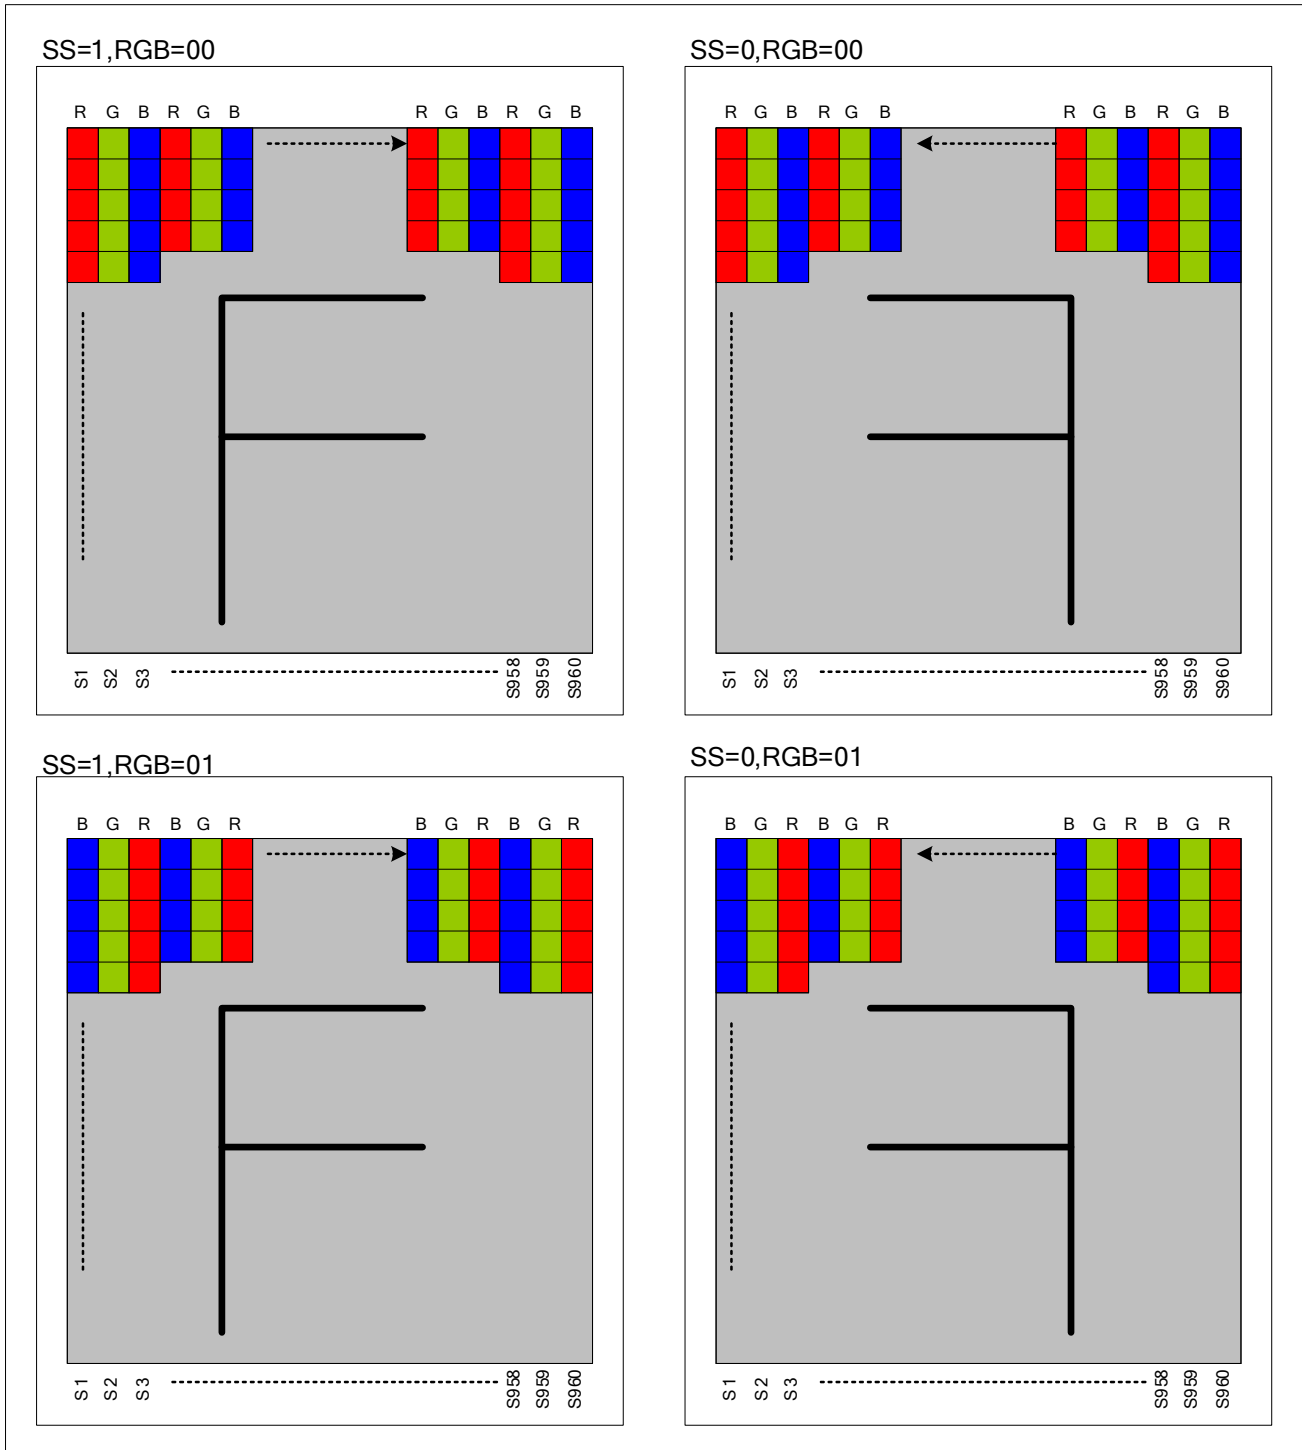 SS=1,RGB=00
R G B R G B R G B R G B
S1 S2 S3 S958 S959 S960
SS=0,RGB=00
R G B R G B R G B R G B
S1 S2 S3 S958 S959 S960
SS=1,RGB=01
B G R B G R B G R B G R
S1 S2 S3 S958 S959 S960
SS=0,RGB=01
B G R B G R B G R B G R
S1 S2 S3 S958 S959 S960